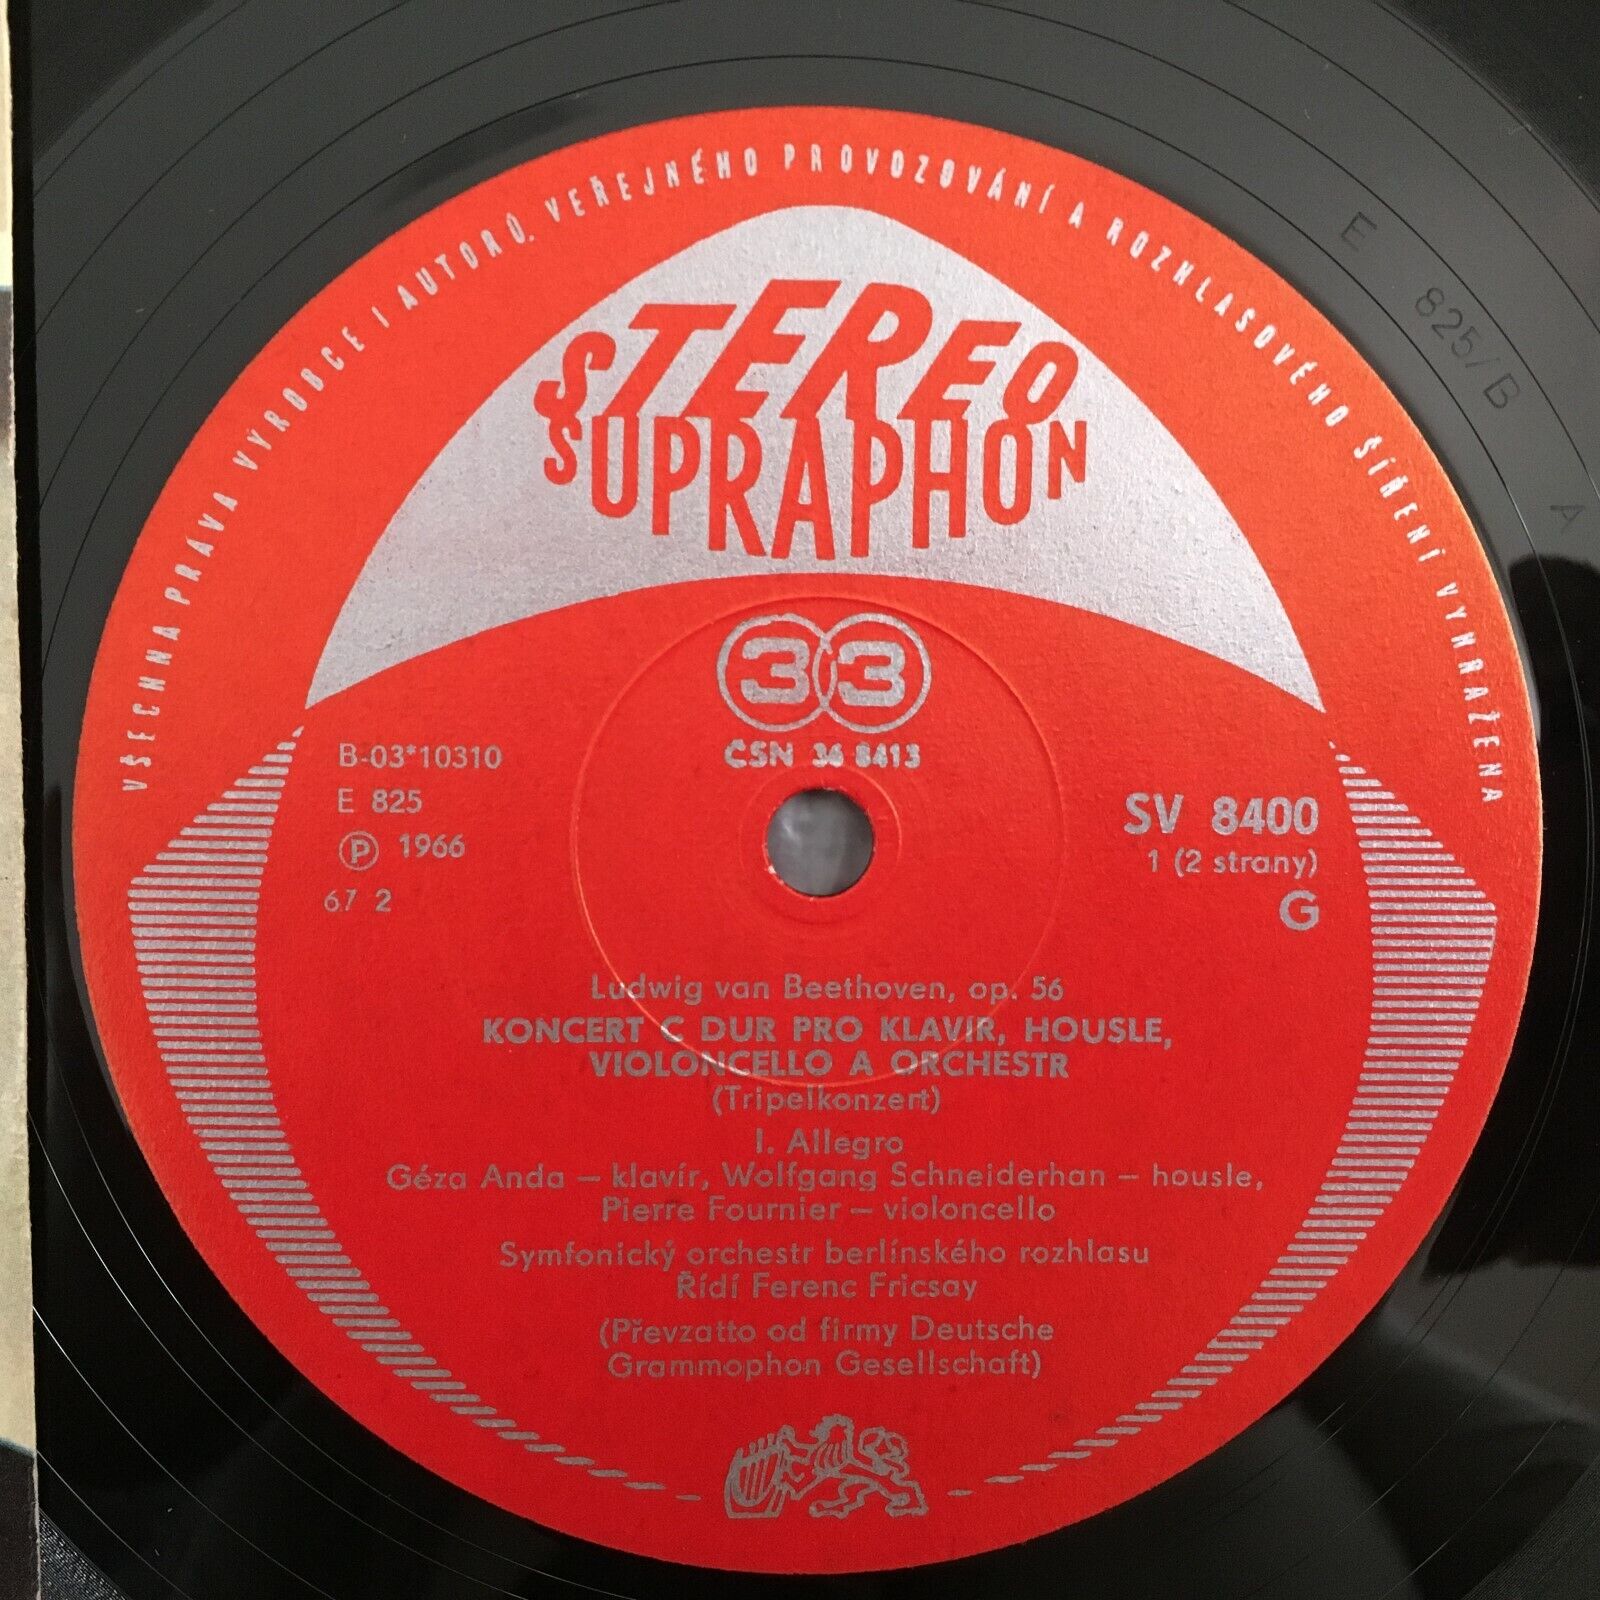 VŠECHNA PRÁVA VÝROBCE I AUTORŮ, VEŘEJNÉHO PROVOZOVÁNÍ A ROZHLASOVÉHO ŠÍŘENÍ VYHRAŽENA
STEREO
SUPRAPHON
33
ČSN 36 8413
B-03*10310
E 825
Ⓟ 1966
67 2
SV 8400
1 (2 strany)
G
Ludwig van Beethoven, op. 56
KONCERT C DUR PRO KLAVÍR, HOUSLE,
VIOLONCELLO A ORCHESTR
(Tripelkonzert)
I. Allegro
Géza Anda – klavír, Wolfgang Schneiderhan – housle,
Pierre Fournier – violoncello
Symfonický orchestr berlínského rozhlasu
Řídí Ferenc Fricsay
(Převzatto od firmy Deutsche
Grammophon Gesellschaft)
E 825/B A